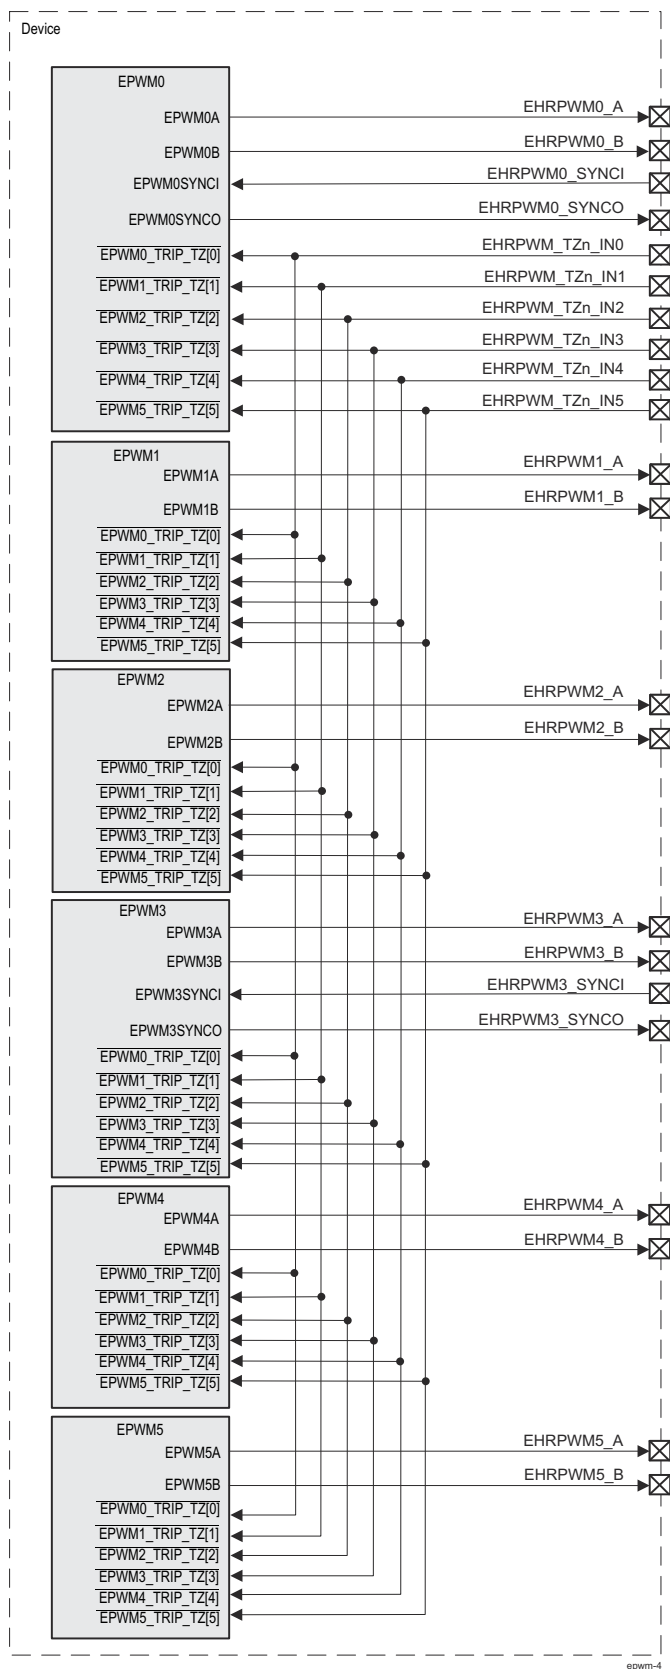 Device
EPWM0
EPWM0A EHRPWM0_A
EPWM0B EHRPWM0_B
EPWM0SYNCI EHRPWM0_SYNCI
EPWM0SYNCO EHRPWM0_SYNCO
EPWM0_TRIP_TZ[0] EHRPWM_TZn_IN0
EPWM1_TRIP_TZ[1] EHRPWM_TZn_IN1
EPWM2_TRIP_TZ[2] EHRPWM_TZn_IN2
EPWM3_TRIP_TZ[3] EHRPWM_TZn_IN3
EPWM4_TRIP_TZ[4] EHRPWM_TZn_IN4
EPWM5_TRIP_TZ[5] EHRPWM_TZn_IN5
EPWM1
EPWM1A EHRPWM1_A
EPWM1B EHRPWM1_B
EPWM0_TRIP_TZ[0]
EPWM1_TRIP_TZ[1]
EPWM2_TRIP_TZ[2]
EPWM3_TRIP_TZ[3]
EPWM4_TRIP_TZ[4]
EPWM5_TRIP_TZ[5]
EPWM2
EPWM2A EHRPWM2_A
EPWM2B EHRPWM2_B
EPWM0_TRIP_TZ[0]
EPWM1_TRIP_TZ[1]
EPWM2_TRIP_TZ[2]
EPWM3_TRIP_TZ[3]
EPWM4_TRIP_TZ[4]
EPWM5_TRIP_TZ[5]
EPWM3
EPWM3A EHRPWM3_A
EPWM3B EHRPWM3_B
EPWM3SYNCI EHRPWM3_SYNCI
EPWM3SYNCO EHRPWM3_SYNCO
EPWM0_TRIP_TZ[0]
EPWM1_TRIP_TZ[1]
EPWM2_TRIP_TZ[2]
EPWM3_TRIP_TZ[3]
EPWM4_TRIP_TZ[4]
EPWM5_TRIP_TZ[5]
EPWM4
EPWM4A EHRPWM4_A
EPWM4B EHRPWM4_B
EPWM0_TRIP_TZ[0]
EPWM1_TRIP_TZ[1]
EPWM2_TRIP_TZ[2]
EPWM3_TRIP_TZ[3]
EPWM4_TRIP_TZ[4]
EPWM5_TRIP_TZ[5]
EPWM5
EPWM5A EHRPWM5_A
EPWM5B EHRPWM5_B
EPWM0_TRIP_TZ[0]
EPWM1_TRIP_TZ[1]
EPWM2_TRIP_TZ[2]
EPWM3_TRIP_TZ[3]
EPWM4_TRIP_TZ[4]
EPWM5_TRIP_TZ[5]
epwm-4